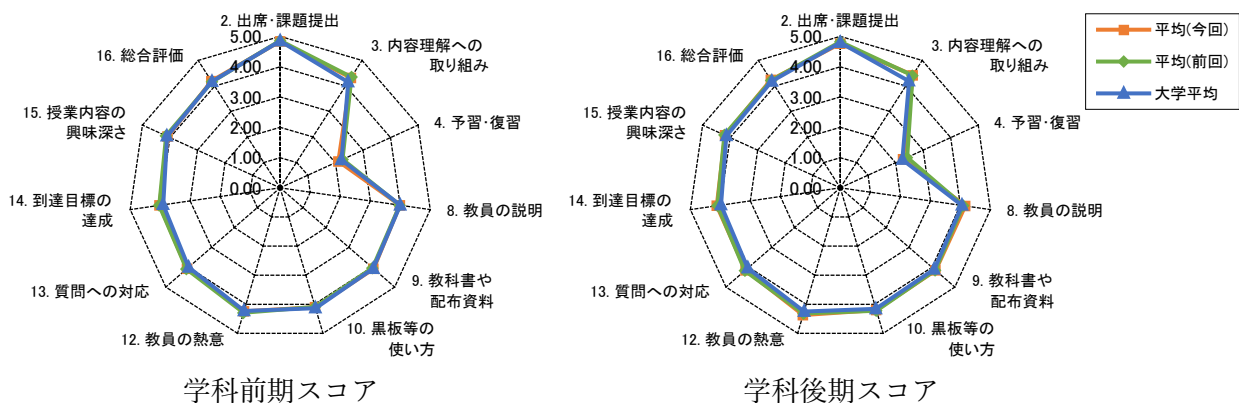 2. 出席･課題提出
3. 内容理解への
取り組み
4. 予習･復習
8. 教員の説明
9. 教科書や
配布資料
10. 黒板等の
使い方
12. 教員の熱意
13. 質問への対応
14. 到達目標の
達成
15. 授業内容の
興味深さ
16. 総合評価
5.00
4.00
3.00
2.00
1.00
0.00
学科前期スコア
2. 出席･課題提出
3. 内容理解への
取り組み
4. 予習･復習
8. 教員の説明
9. 教科書や
配布資料
10. 黒板等の
使い方
12. 教員の熱意
13. 質問への対応
14. 到達目標の
達成
15. 授業内容の
興味深さ
16. 総合評価
5.00
4.00
3.00
2.00
1.00
0.00
学科後期スコア
平均(今回)
平均(前回)
大学平均